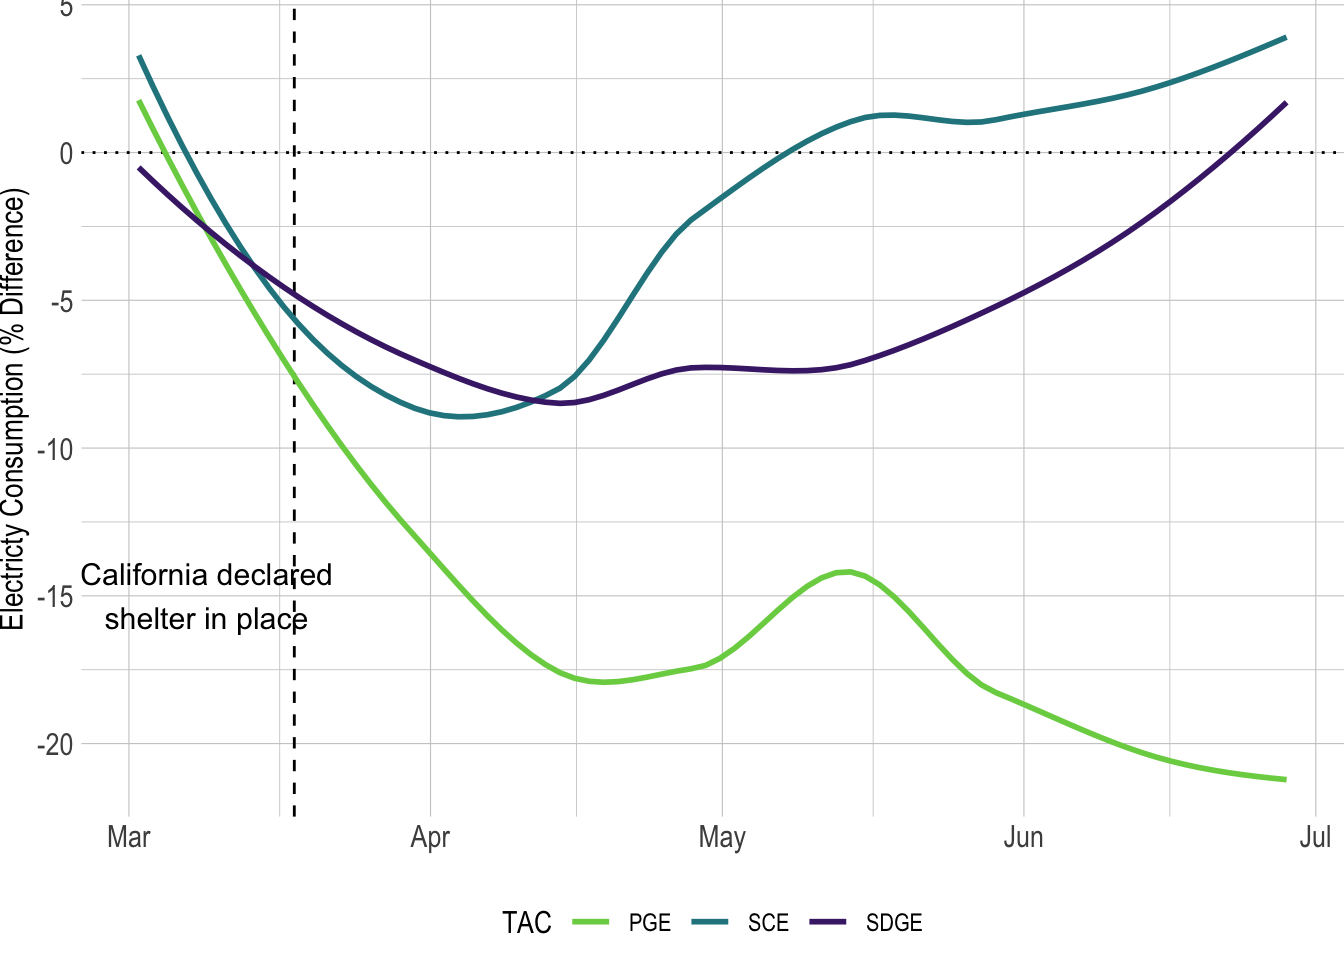 5
0
-5
-10
-15
-20
Electricty Consumption (% Difference)
California declared
shelter in place
Mar Apr May Jun Jul
TAC PGE SCE SDGE